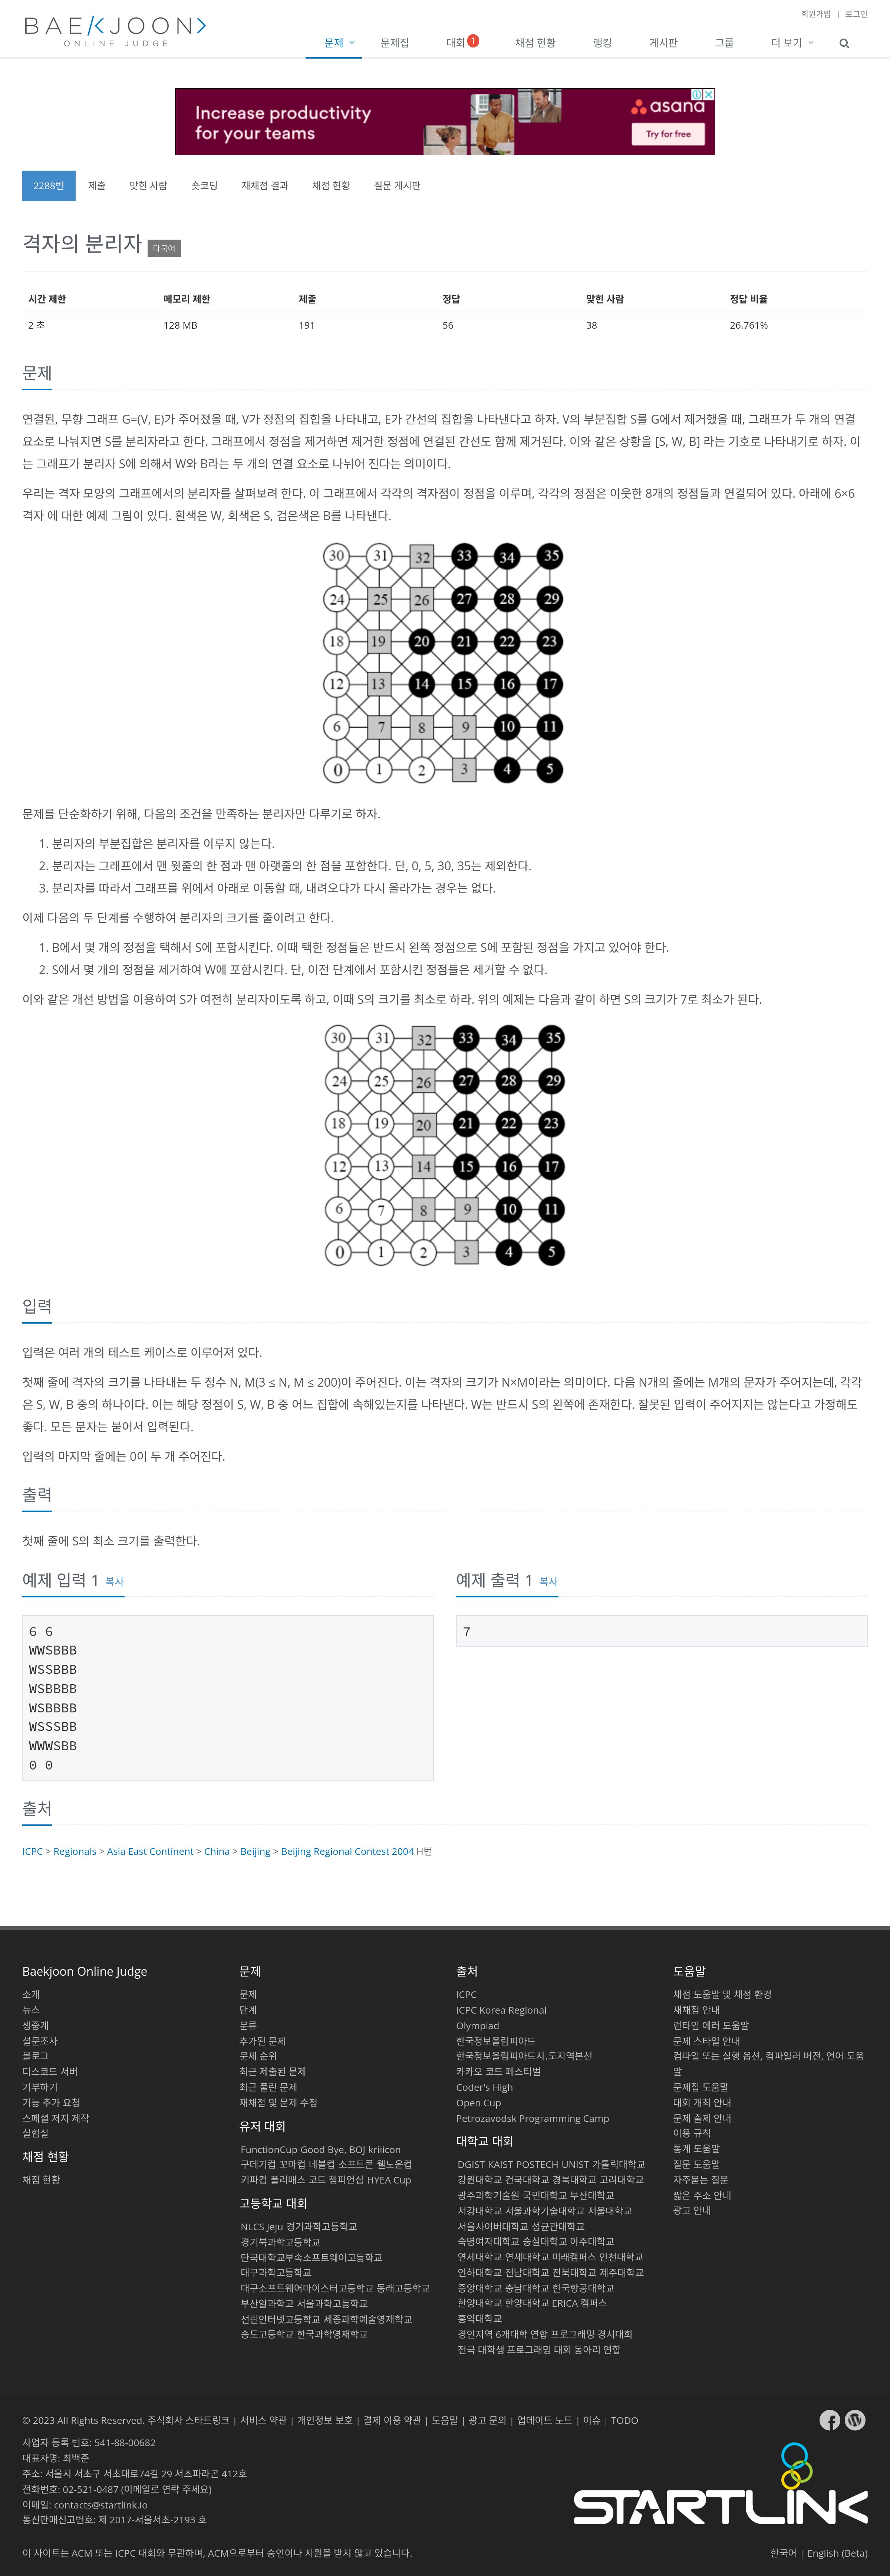 회원가입 | 로그인
BAEKJOON>
ONLINE JUDGE
문제 문제집 대회 1 채점 현황 랭킹 게시판 그룹 더 보기
Increase productivity
for your teams
asana
Try for free
2288번 제출 맞힌 사람 숏코딩 재채점 결과 채점 현황 질문 게시판
격자의 분리자 다국어
시간 제한 메모리 제한 제출 정답 맞힌 사람 정답 비율
2 초 128 MB 191 56 38 26.761%
문제
연결된, 무향 그래프 G=(V, E)가 주어졌을 때, V가 정점의 집합을 나타내고, E가 간선의 집합을 나타낸다고 하자. V의 부분집합 S를 G에서 제거했을 때, 그래프가 두 개의 연결
요소로 나눠지면 S를 분리자라고 한다. 그래프에서 정점을 제거하면 제거한 정점에 연결된 간선도 함께 제거된다. 이와 같은 상황을 [S, W, B] 라는 기호로 나타내기로 하자. 이
는 그래프가 분리자 S에 의해서 W와 B라는 두 개의 연결 요소로 나뉘어 진다는 의미이다.
우리는 격자 모양의 그래프에서의 분리자를 살펴보려 한다. 이 그래프에서 각각의 격자점이 정점을 이루며, 각각의 정점은 이웃한 8개의 정점들과 연결되어 있다. 아래에 6×6
격자 에 대한 예제 그림이 있다. 흰색은 W, 회색은 S, 검은색은 B를 나타낸다.
30 31 32 33 34 35
24 25 26 27 28 29
18 19 20 21 22 23
12 13 14 15 16 17
6 7 8 9 10 11
0 1 2 3 4 5
문제를 단순화하기 위해, 다음의 조건을 만족하는 분리자만 다루기로 하자.
1. 분리자의 부분집합은 분리자를 이루지 않는다.
2. 분리자는 그래프에서 맨 윗줄의 한 점과 맨 아랫줄의 한 점을 포함한다. 단, 0, 5, 30, 35는 제외한다.
3. 분리자를 따라서 그래프를 위에서 아래로 이동할 때, 내려오다가 다시 올라가는 경우는 없다.
이제 다음의 두 단계를 수행하여 분리자의 크기를 줄이려고 한다.
1. B에서 몇 개의 정점을 택해서 S에 포함시킨다. 이때 택한 정점들은 반드시 왼쪽 정점으로 S에 포함된 정점을 가지고 있어야 한다.
2. S에서 몇 개의 정점을 제거하여 W에 포함시킨다. 단, 이전 단계에서 포함시킨 정점들은 제거할 수 없다.
이와 같은 개선 방법을 이용하여 S가 여전히 분리자이도록 하고, 이때 S의 크기를 최소로 하라. 위의 예제는 다음과 같이 하면 S의 크기가 7로 최소가 된다.
30 31 32 33 34 35
24 25 26 27 28 29
18 19 20 21 22 23
12 13 14 15 16 17
6 7 8 9 10 11
0 1 2 3 4 5
입력
입력은 여러 개의 테스트 케이스로 이루어져 있다.
첫째 줄에 격자의 크기를 나타내는 두 정수 N, M(3 ≤ N, M ≤ 200)이 주어진다. 이는 격자의 크기가 N×M이라는 의미이다. 다음 N개의 줄에는 M개의 문자가 주어지는데, 각각
은 S, W, B 중의 하나이다. 이는 해당 정점이 S, W, B 중 어느 집합에 속해있는지를 나타낸다. W는 반드시 S의 왼쪽에 존재한다. 잘못된 입력이 주어지지는 않는다고 가정해도
좋다. 모든 문자는 붙어서 입력된다.
입력의 마지막 줄에는 0이 두 개 주어진다.
출력
첫째 줄에 S의 최소 크기를 출력한다.
예제 입력 1 복사
6 6
WWSBBB
WSSBBB
WSBBBB
WSBBBB
WSSSBB
WWWSBB
0 0
예제 출력 1 복사
7
출처
ICPC > Regionals > Asia East Continent > China > Beijing > Beijing Regional Contest 2004 H번
Baekjoon Online Judge
소개
뉴스
생중계
설문조사
블로그
디스코드 서버
기부하기
기능 추가 요청
스페셜 저지 제작
실험실
채점 현황
채점 현황
문제
문제
단계
분류
추가된 문제
문제 순위
최근 제출된 문제
최근 풀린 문제
재채점 및 문제 수정
유저 대회
FunctionCup Good Bye, BOJ kriiicon
구데기컵 꼬마컵 네블컵 소프트콘 웰노운컵
키파컵 폴리매스 코드 챔피언십 HYEA Cup
고등학교 대회
NLCS Jeju 경기과학고등학교
경기북과학고등학교
단국대학교부속소프트웨어고등학교
대구과학고등학교
대구소프트웨어마이스터고등학교 동래고등학교
부산일과학고 서울과학고등학교
선린인터넷고등학교 세종과학예술영재학교
송도고등학교 한국과학영재학교
출처
ICPC
ICPC Korea Regional
Olympiad
한국정보올림피아드
한국정보올림피아드시.도지역본선
카카오 코드 페스티벌
Coder's High
Open Cup
Petrozavodsk Programming Camp
대학교 대회
DGIST KAIST POSTECH UNIST 가톨릭대학교
강원대학교 건국대학교 경북대학교 고려대학교
광주과학기술원 국민대학교 부산대학교
서강대학교 서울과학기술대학교 서울대학교
서울사이버대학교 성균관대학교
숙명여자대학교 숭실대학교 아주대학교
연세대학교 연세대학교 미래캠퍼스 인천대학교
인하대학교 전남대학교 전북대학교 제주대학교
중앙대학교 충남대학교 한국항공대학교
한양대학교 한양대학교 ERICA 캠퍼스
홍익대학교
경인지역 6개대학 연합 프로그래밍 경시대회
전국 대학생 프로그래밍 대회 동아리 연합
도움말
채점 도움말 및 채점 환경
재채점 안내
런타임 에러 도움말
문제 스타일 안내
컴파일 또는 실행 옵션, 컴파일러 버전, 언어 도움
말
문제집 도움말
대회 개최 안내
문제 출제 안내
이용 규칙
통계 도움말
질문 도움말
자주묻는 질문
짧은 주소 안내
광고 안내
© 2023 All Rights Reserved. 주식회사 스타트링크 | 서비스 약관 | 개인정보 보호 | 결제 이용 약관 | 도움말 | 광고 문의 | 업데이트 노트 | 이슈 | TODO
사업자 등록 번호: 541-88-00682
대표자명: 최백준
주소: 서울시 서초구 서초대로74길 29 서초파라곤 412호
전화번호: 02-521-0487 (이메일로 연락 주세요)
이메일: contacts@startlink.io
통신판매신고번호: 제 2017-서울서초-2193 호
STARTLINK
이 사이트는 ACM 또는 ICPC 대회와 무관하며, ACM으로부터 승인이나 지원을 받지 않고 있습니다.
한국어 | English (Beta)